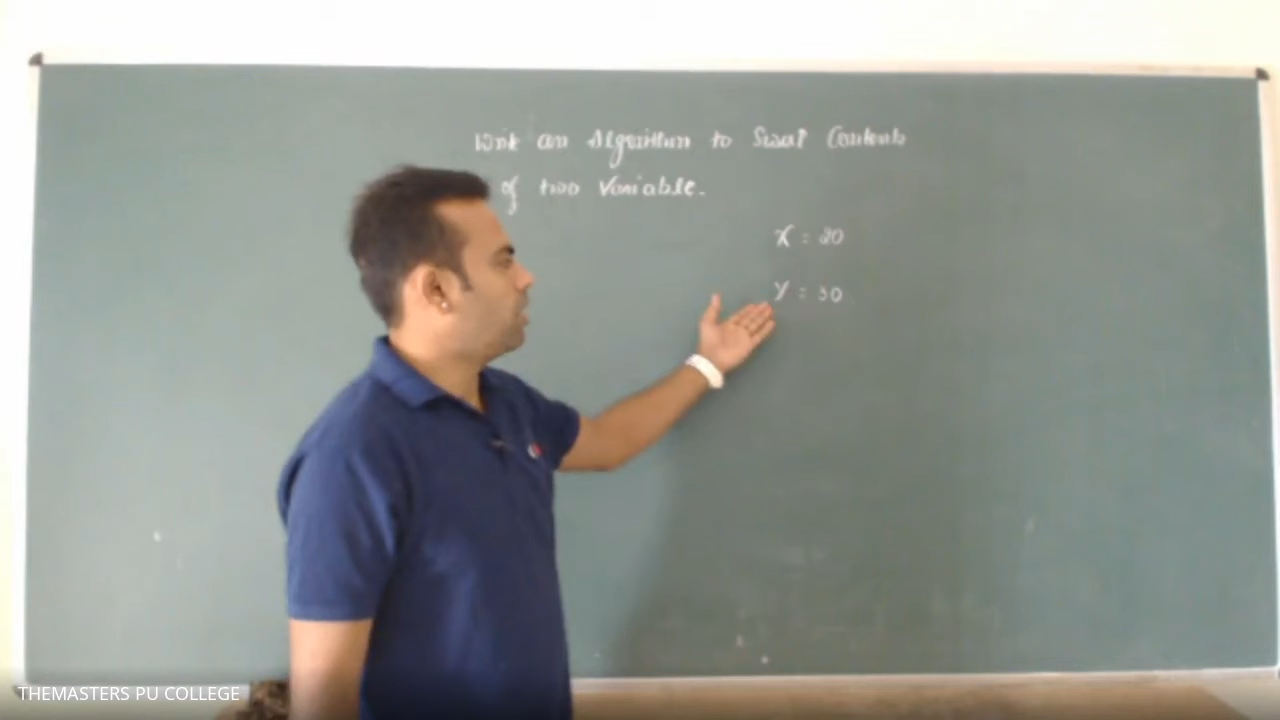 Write an Algorithm to Swap Contents
of two Variable.
X = 20
Y = 30
THEMASTERS PU COLLEGE